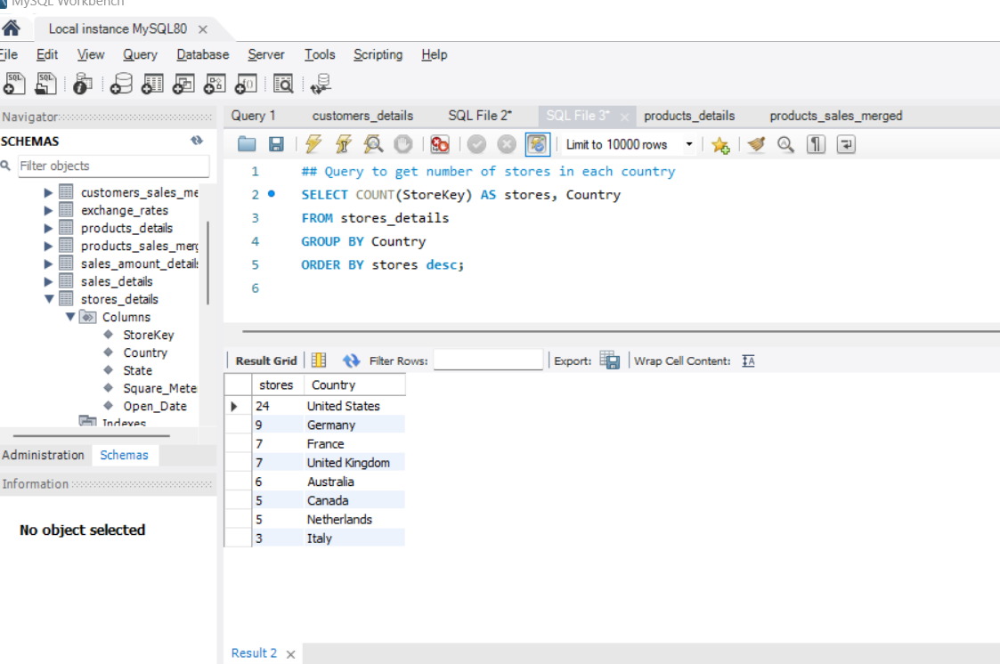 MySQL Workbench
Local instance MySQL80
File Edit View Query Database Server Tools Scripting Help
Navigator
Query 1 customers_details SQL File 2* SQL File 3* products_details products_sales_merged
SCHEMAS
Limit to 10000 rows
Filter objects
customers_sales_me
exchange_rates
products_details
products_sales_merg
sales_amount_details
sales_details
stores_details
Columns
StoreKey
Country
State
Square_Mete
Open_Date
Indexes
Administration Schemas
Information
No object selected
1 ## Query to get number of stores in each country
2 SELECT COUNT(StoreKey) AS stores, Country
3 FROM stores_details
4 GROUP BY Country
5 ORDER BY stores desc;
6
Result Grid Filter Rows: Export: Wrap Cell Content:
stores Country
24 United States
9 Germany
7 France
7 United Kingdom
6 Australia
5 Canada
5 Netherlands
3 Italy
Result 2